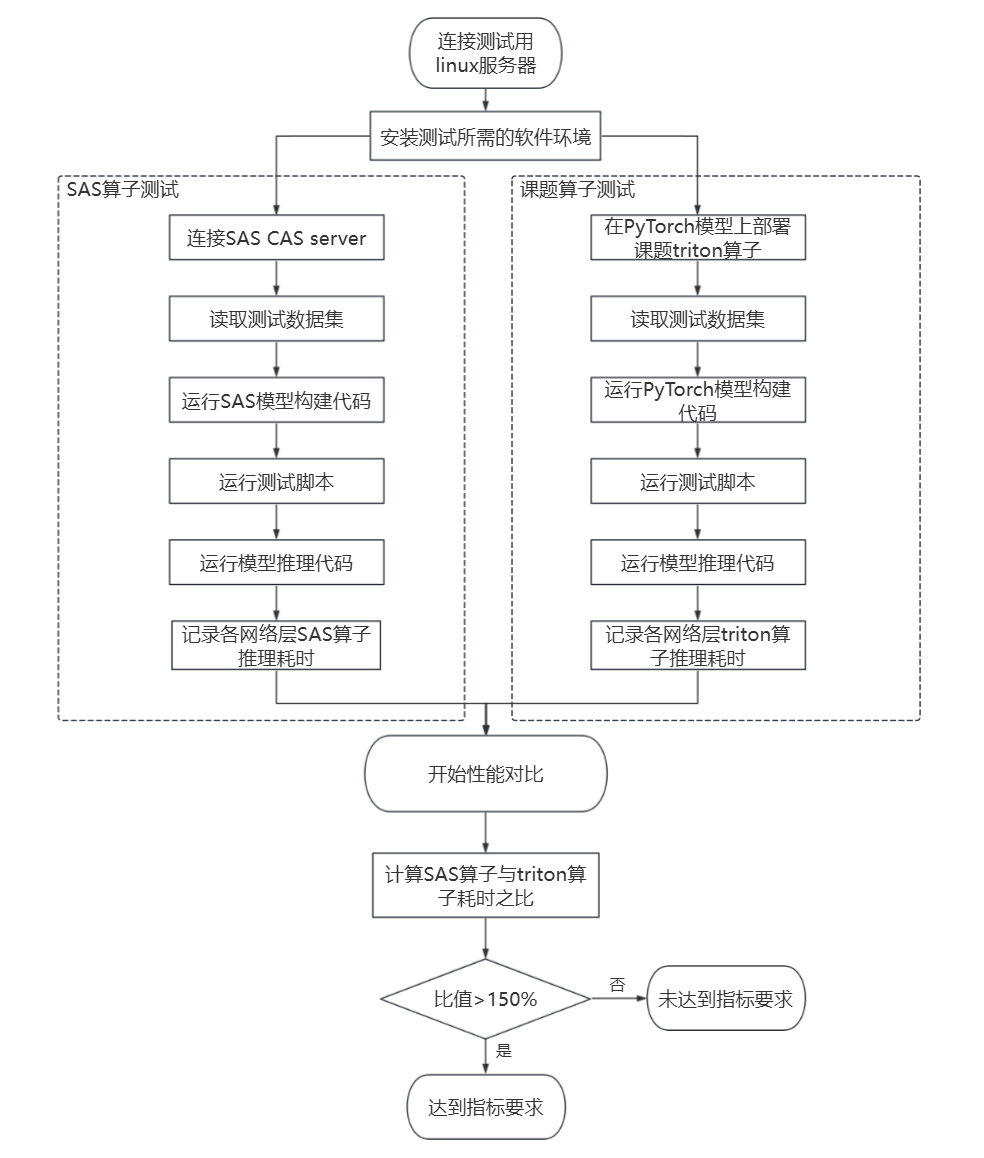 连接测试用
linux服务器
安装测试所需的软件环境
SAS算子测试
连接SAS CAS server
读取测试数据集
运行SAS模型构建代码
运行测试脚本
运行模型推理代码
记录各网络层SAS算子
推理耗时
课题算子测试
在PyTorch模型上部署
课题triton算子
读取测试数据集
运行PyTorch模型构建
代码
运行测试脚本
运行模型推理代码
记录各网络层triton算
子推理耗时
开始性能对比
计算SAS算子与triton算
子耗时之比
比值>150%
否
未达到指标要求
是
达到指标要求